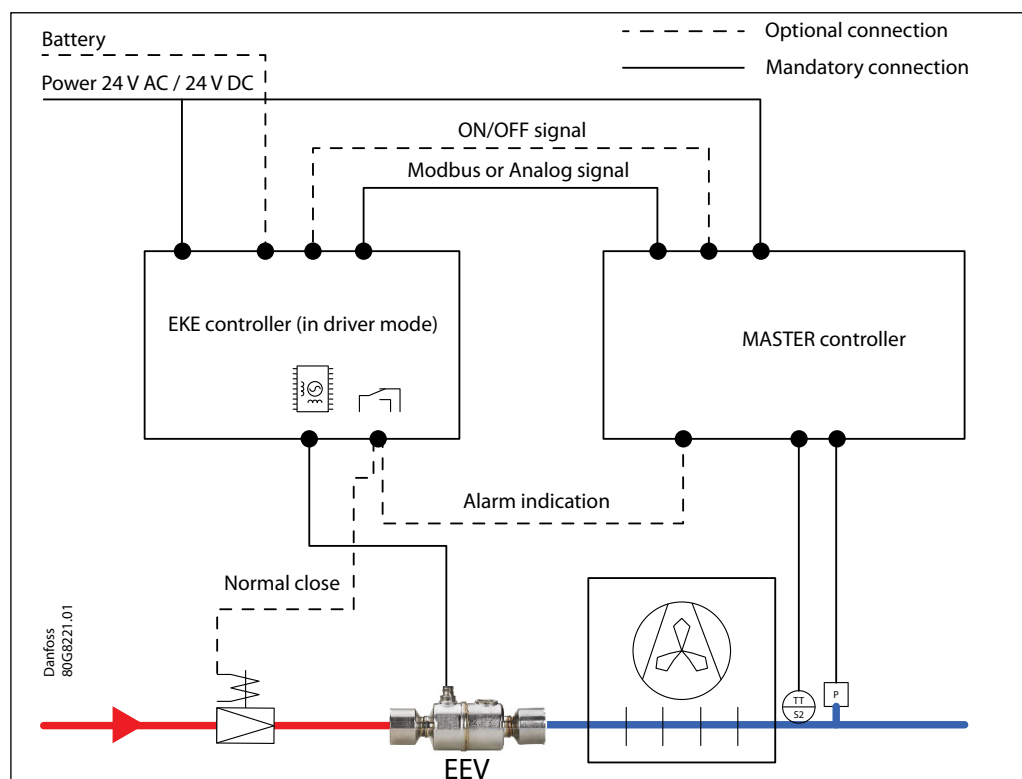 Battery
Optional connection
Power 24 V AC / 24 V DC
Mandatory connection
ON/OFF signal
Modbus or Analog signal
EKE controller (in driver mode)
MASTER controller
Alarm indication
Normal close
Danfoss
80G8221.01
TT
S2
P
EEV